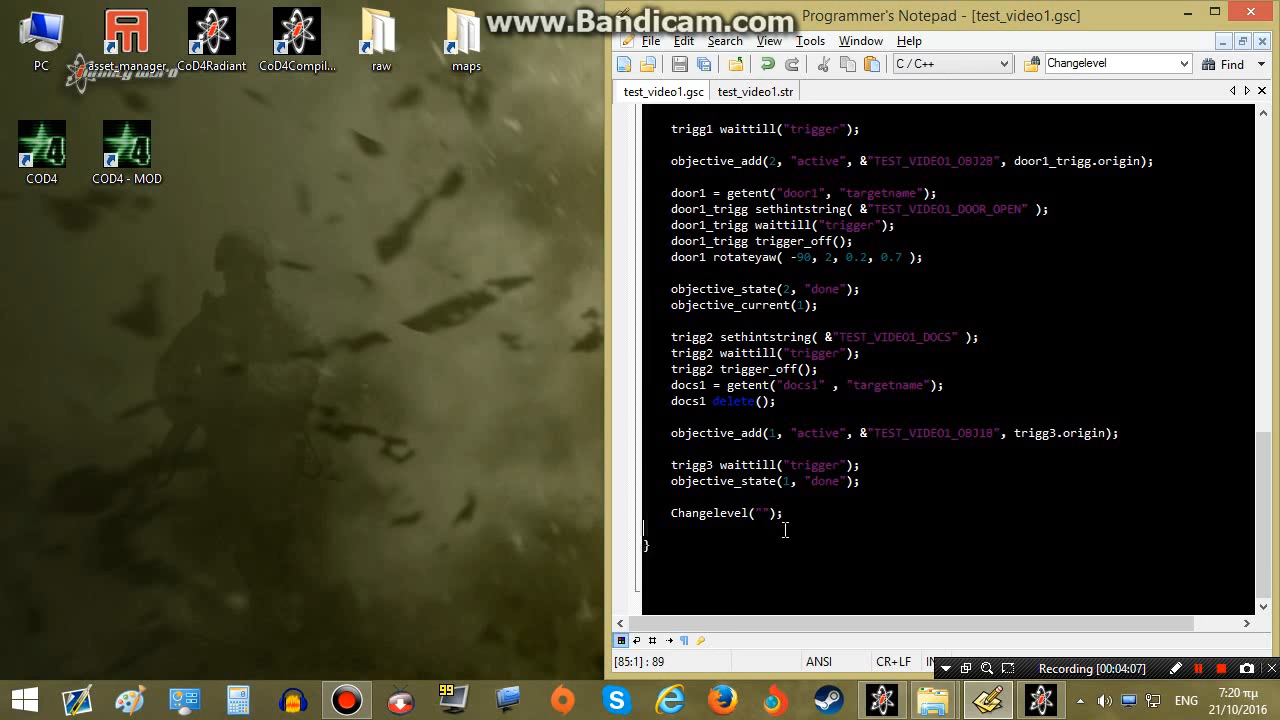 www.Bandicam.com
Programmer's Notepad - [test_video1.gsc]
File Edit Search View Tools Window Help
C / C++ Changelevel Find
test_video1.gsc test_video1.str
PC asset-manager CoD4Radiant CoD4Compil... raw maps
COD4 COD4 - MOD
trigg1 waittill("trigger");
objective_add(2, "active", &"TEST_VIDEO1_OBJ2B", door1_trigg.origin);
door1 = getent("door1", "targetname");
door1_trigg sethintstring( &"TEST_VIDEO1_DOOR_OPEN" );
door1_trigg waittill("trigger");
door1_trigg trigger_off();
door1 rotateyaw( -90, 2, 0.2, 0.7 );
objective_state(2, "done");
objective_current(1);
trigg2 sethintstring( &"TEST_VIDEO1_DOCS" );
trigg2 waittill("trigger");
trigg2 trigger_off();
docs1 = getent("docs1" , "targetname");
docs1 delete();
objective_add(1, "active", &"TEST_VIDEO1_OBJ1B", trigg3.origin);
trigg3 waittill("trigger");
objective_state(1, "done");
Changelevel("");
}
[85:1] : 89 ANSI CR+LF IN
Recording [00:04:07]
99
ΕΝG 7:20 πμ
21/10/2016